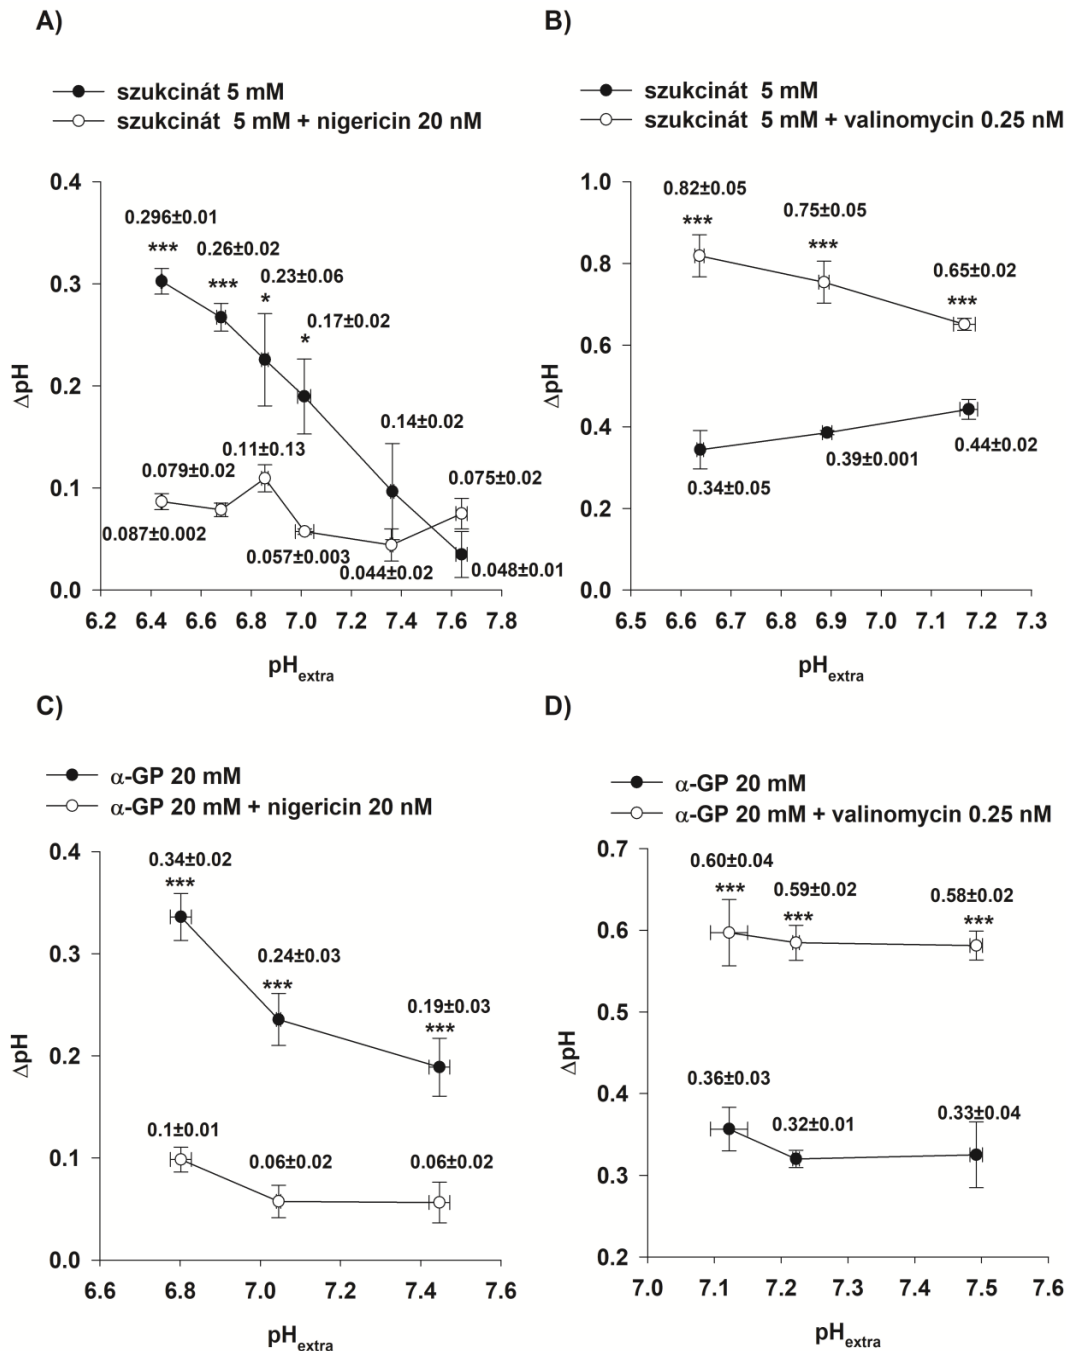 A)
szukcinát 5 mM
szukcinát 5 mM + nigericin 20 nM
0.4
0.3
0.2
0.1
0.0
ΔpH
0.296±0.01
***
0.26±0.02
***
0.23±0.06
*
0.17±0.02
*
0.14±0.02
0.075±0.02
0.079±0.02
0.11±0.13
0.087±0.002
0.057±0.003
0.044±0.02
0.048±0.01
6.2 6.4 6.6 6.8 7.0 7.2 7.4 7.6 7.8
pHextra
B)
szukcinát 5 mM
szukcinát 5 mM + valinomycin 0.25 nM
1.0
0.8
0.6
0.4
0.2
0.0
ΔpH
0.82±0.05
***
0.75±0.05
***
0.65±0.02
***
0.34±0.05
0.39±0.001
0.44±0.02
6.5 6.6 6.7 6.8 6.9 7.0 7.1 7.2 7.3
pHextra
C)
α-GP 20 mM
α-GP 20 mM + nigericin 20 nM
0.4
0.3
0.2
0.1
0.0
ΔpH
0.34±0.02
***
0.24±0.03
***
0.19±0.03
***
0.1±0.01
0.06±0.02
0.06±0.02
6.6 6.8 7.0 7.2 7.4 7.6
pHextra
D)
α-GP 20 mM
α-GP 20 mM + valinomycin 0.25 nM
0.7
0.6
0.5
0.4
0.3
0.2
ΔpH
0.60±0.04
***
0.59±0.02
***
0.58±0.02
***
0.36±0.03
0.32±0.01
0.33±0.04
7.0 7.1 7.2 7.3 7.4 7.5 7.6
pHextra